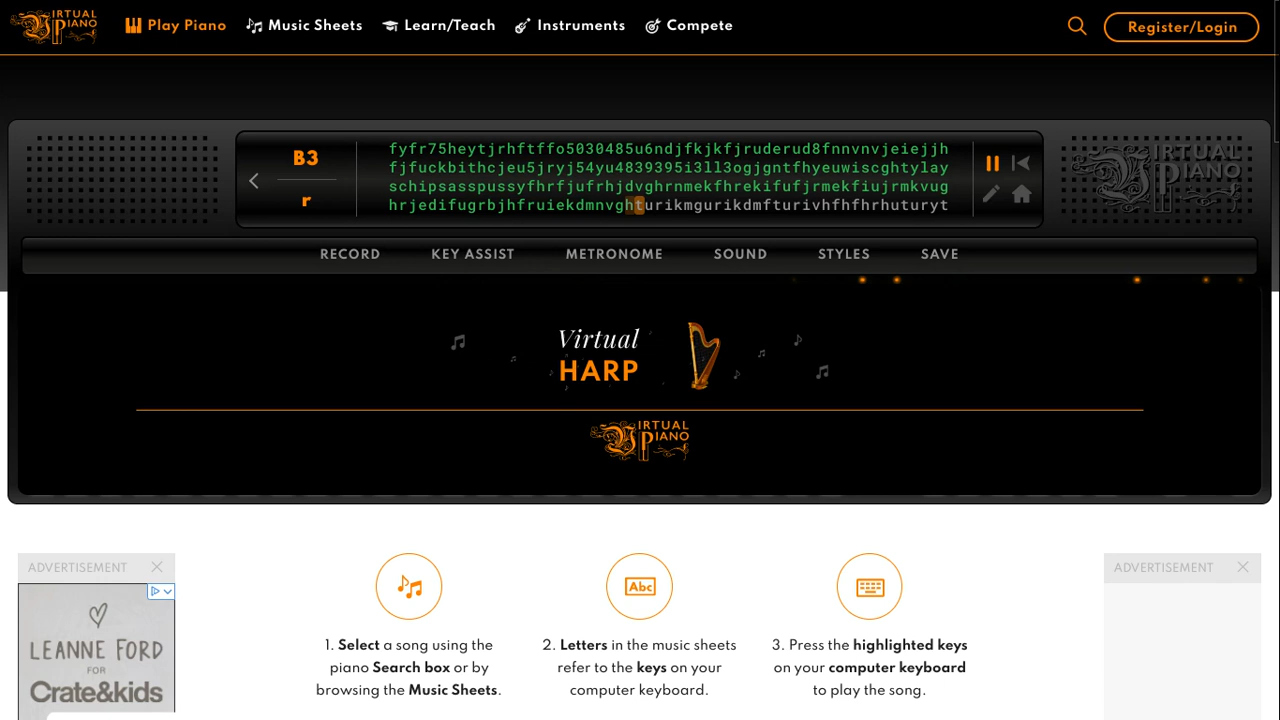 VIRTUAL PIANO
Play Piano
Music Sheets
Learn/Teach
Instruments
Compete
Register/Login
B3
r
fyfr75heytjrhftffo5030485u6ndjfkjkfjruderud8fnnvnvjeiejjh
fjfuckbithcjeu5jryj54yu4839395i3ll3ogjgntfhyeuwiscghtylay
schipsasspussyfhrfjufrhjdvghrnmekfhrekifufjrmekfiujrmkvug
hrjedifugrbjhfruiekdmnvghturikmgurikdmfturivhfhfhrhuturyt
VIRTUAL PIANO
RECORD
KEY ASSIST
METRONOME
SOUND
STYLES
SAVE
Virtual
HARP
VIRTUAL PIANO
ADVERTISEMENT
ADVERTISEMENT
LEANNE FORD
FOR
Crate&kids
Abc
1. Select a song using the
piano Search box or by
browsing the Music Sheets.
2. Letters in the music sheets
refer to the keys on your
computer keyboard.
3. Press the highlighted keys
on your computer keyboard
to play the song.